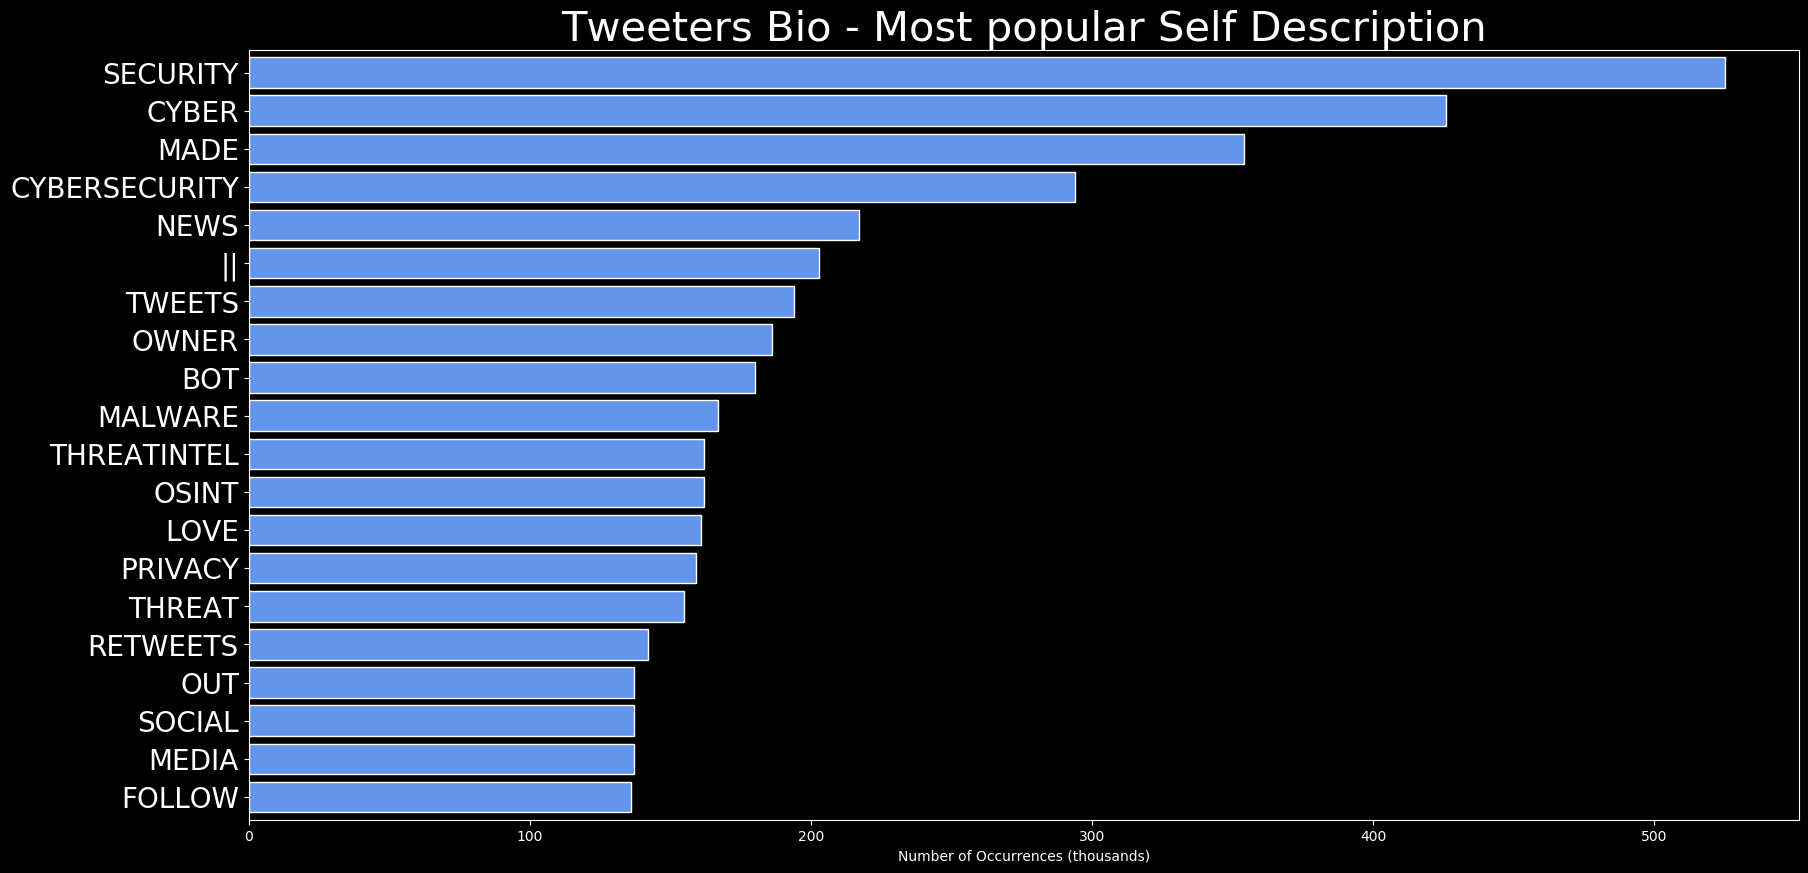 Tweeters Bio - Most popular Self Description
SECURITY
CYBER
MADE
CYBERSECURITY
NEWS
||
TWEETS
OWNER
BOT
MALWARE
THREATINTEL
OSINT
LOVE
PRIVACY
THREAT
RETWEETS
OUT
SOCIAL
MEDIA
FOLLOW
0 100 200 300 400 500
Number of Occurrences (thousands)